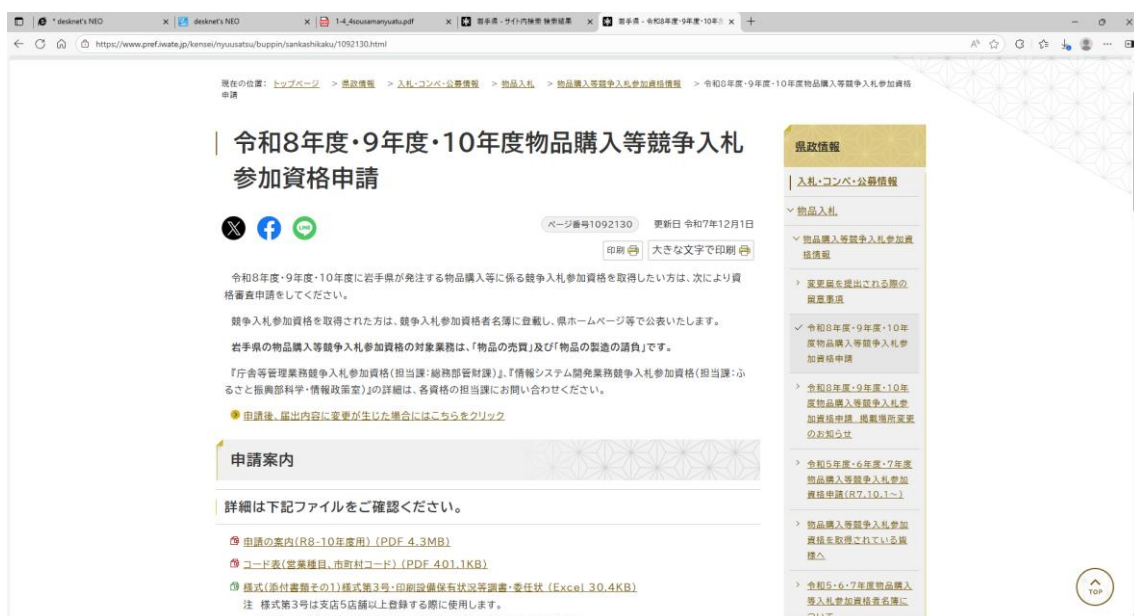 * desknet's NEO
desknet's NEO
1-4_4sousamanyuatu.pdf
岩手県 - サイト内検索 検索結果
岩手県 - 令和8年度・9年度・10年
https://www.pref.iwate.jp/kensei/nyuusatsu/buppin/sankashikaku/1092130.html
現在の位置： トップページ > 県政情報 > 入札・コンペ・公募情報 > 物品入札 > 物品購入等競争入札参加資格情報 > 令和8年度・9年度・10年度物品購入等競争入札参加資格
申請
令和8年度・9年度・10年度物品購入等競争入札
参加資格申請
ページ番号1092130 更新日 令和7年12月1日
印刷 大きな文字で印刷
令和8年度・9年度・10年度に岩手県が発注する物品購入等に係る競争入札参加資格を取得したい方は、次により資
格審査申請をしてください。
競争入札参加資格を取得された方は、競争入札参加資格者名簿に登載し、県ホームページ等で公表いたします。
岩手県の物品購入等競争入札参加資格の対象業務は、「物品の売買」及び「物品の製造の請負」です。
『庁舎等管理業務競争入札参加資格(担当課：総務部管財課)』、『情報システム開発業務競争入札参加資格(担当課：ふ
るさと振興部科学・情報政策室)』の詳細は、各資格の担当課にお問い合わせください。
申請後、届出内容に変更が生じた場合にはこちらをクリック
申請案内
詳細は下記ファイルをご確認ください。
申請の案内(R8-10年度用) (PDF 4.3MB)
コード表(営業種目、市町村コード) (PDF 401.1KB)
様式(添付書類その1)様式第3号・印刷設備保有状況等調書・委任状 (Excel 30.4KB)
注 様式第3号は支店5店舗以上登録する際に使用します。
県政情報
入札・コンペ・公募情報
物品入札
物品購入等競争入札参加資
格情報
変更届を提出される際の
留意事項
令和8年度・9年度・10年
度物品購入等競争入札参
加資格申請
令和8年度・9年度・10年
度物品購入等競争入札参
加資格申請 掲載場所変更
のお知らせ
令和5年度・6年度・7年度
物品購入等競争入札参加
資格申請(R7.10.1～)
物品購入等競争入札参加
資格を取得されている皆
様へ
令和5・6・7年度物品購入
等入札参加資格者名簿に
ついて
TOP